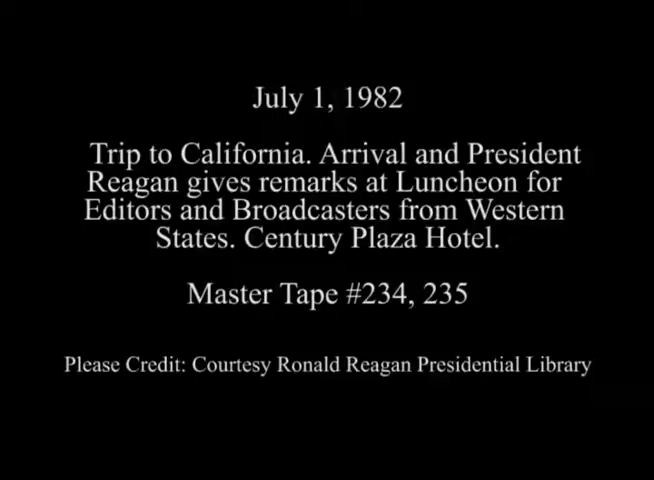 July 1, 1982
Trip to California. Arrival and President
Reagan gives remarks at Luncheon for
Editors and Broadcasters from Western
States. Century Plaza Hotel.
Master Tape #234, 235
Please Credit: Courtesy Ronald Reagan Presidential Library